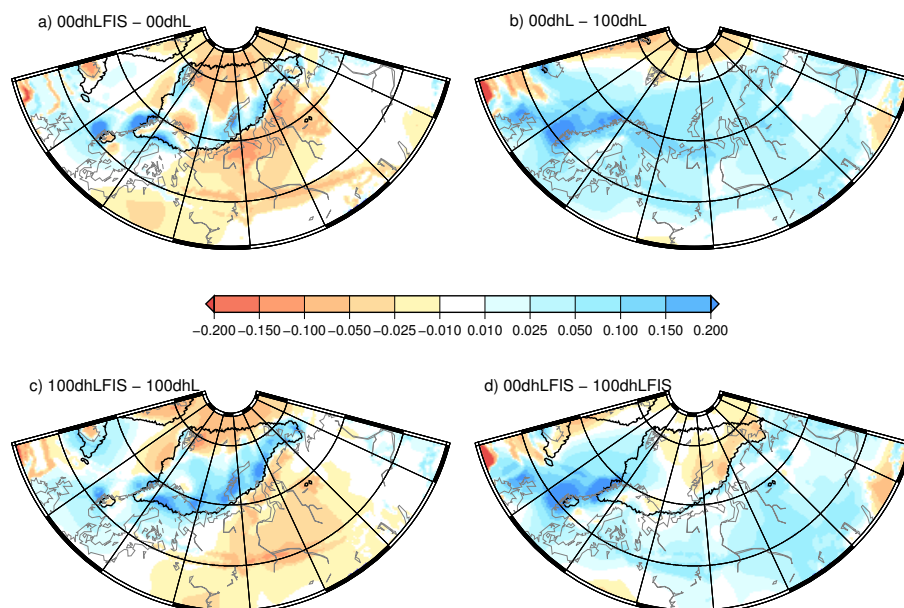 a) 00dhLFIS − 00dhL
b) 00dhL − 100dhL
−0.200 −0.150 −0.100 −0.050 −0.025 −0.010 0.010 0.025 0.050 0.100 0.150 0.200
c) 100dhLFIS − 100dhL
d) 00dhLFIS − 100dhLFIS